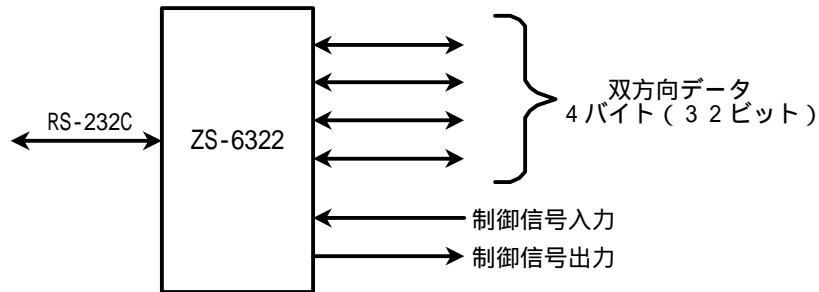 RS-232C
ZS-6322
双方向データ
4バイト(32ビット)
制御信号入力
制御信号出力